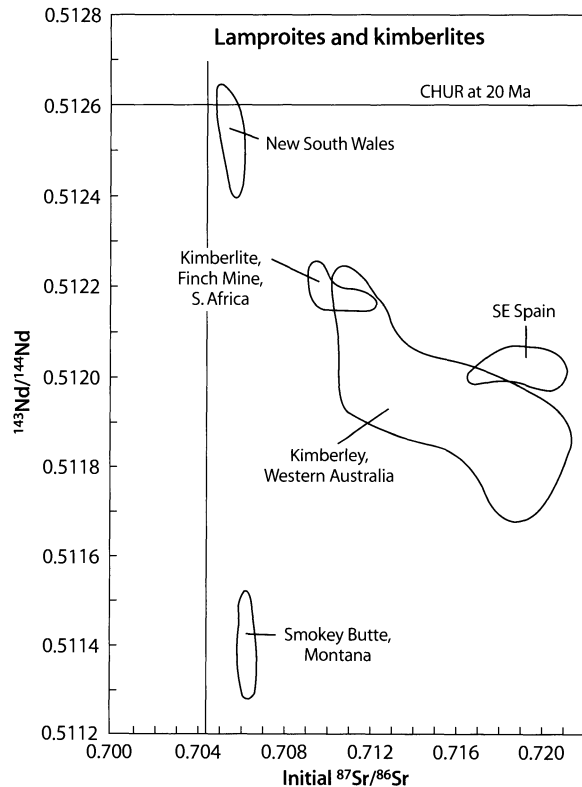 Lamproites and kimberlites
0.5128
CHUR at 20 Ma
0.5126
New South Wales
0.5124
Kimberlite,
Finch Mine,
S. Africa
0.5122
SE Spain
0.5120
¹⁴³Nd/¹⁴⁴Nd
Kimberley,
Western Australia
0.5118
0.5116
Smokey Butte,
Montana
0.5114
0.5112
0.700 0.704 0.708 0.712 0.716 0.720
Initial ⁸⁷Sr/⁸⁶Sr